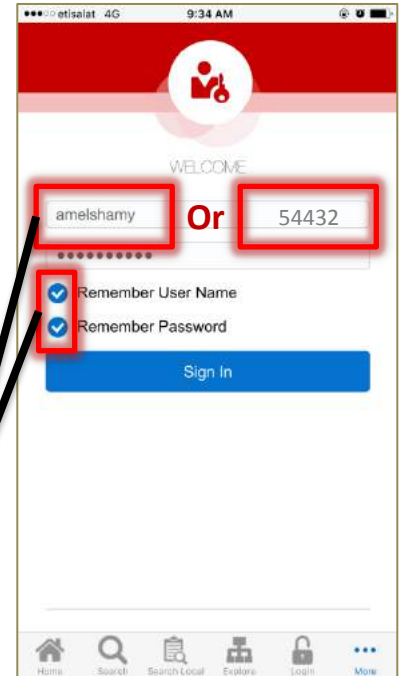 etisalat 4G 9:34 AM
WELCOME
amelshamy Or 54432
Remember User Name
Remember Password
Sign In
Home Search Search Local Explore Login More